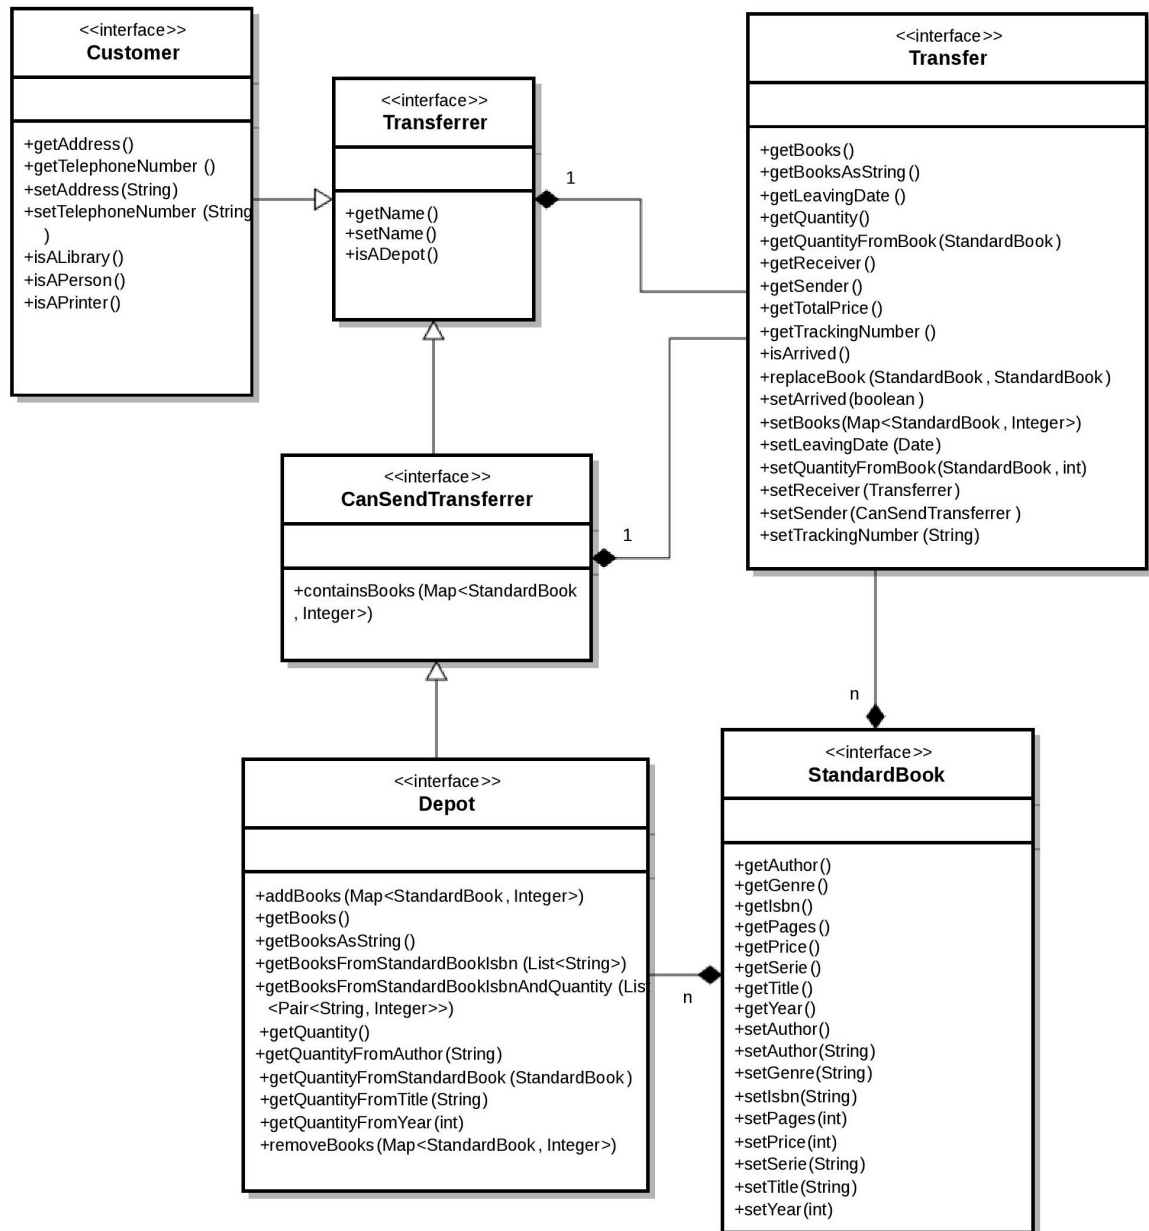 <<interface>>
Customer
+getAddress()
+getTelephoneNumber ()
+setAddress(String)
+setTelephoneNumber (String
)
+isALibrary()
+isAPerson()
+isAPrinter()
<<interface>>
Transferrer
+getName()
+setName()
+isADepot()
1
<<interface>>
Transfer
+getBooks()
+getBooksAsString()
+getLeavingDate ()
+getQuantity()
+getQuantityFromBook(StandardBook)
+getReceiver()
+getSender()
+getTotalPrice()
+getTrackingNumber ()
+isArrived()
+replaceBook(StandardBook, StandardBook)
+setArrived(boolean)
+setBooks(Map<StandardBook, Integer>)
+setLeavingDate (Date)
+setQuantityFromBook(StandardBook, int)
+setReceiver(Transferrer)
+setSender(CanSendTransferrer )
+setTrackingNumber (String)
<<interface>>
CanSendTransferrer
+containsBooks(Map<StandardBook
, Integer>)
1
n
<<interface>>
Depot
+addBooks(Map<StandardBook, Integer>)
+getBooks()
+getBooksAsString()
+getBooksFromStandardBookIsbn (List<String>)
+getBooksFromStandardBookIsbnAndQuantity (List
<Pair<String, Integer>>)
+getQuantity()
+getQuantityFromAuthor(String)
+getQuantityFromStandardBook (StandardBook)
+getQuantityFromTitle(String)
+getQuantityFromYear(int)
+removeBooks(Map<StandardBook, Integer>)
n
<<interface>>
StandardBook
+getAuthor()
+getGenre()
+getIsbn()
+getPages()
+getPrice()
+getSerie()
+getTitle()
+getYear()
+setAuthor()
+setAuthor(String)
+setGenre(String)
+setIsbn(String)
+setPages(int)
+setPrice(int)
+setSerie(String)
+setTitle(String)
+setYear(int)